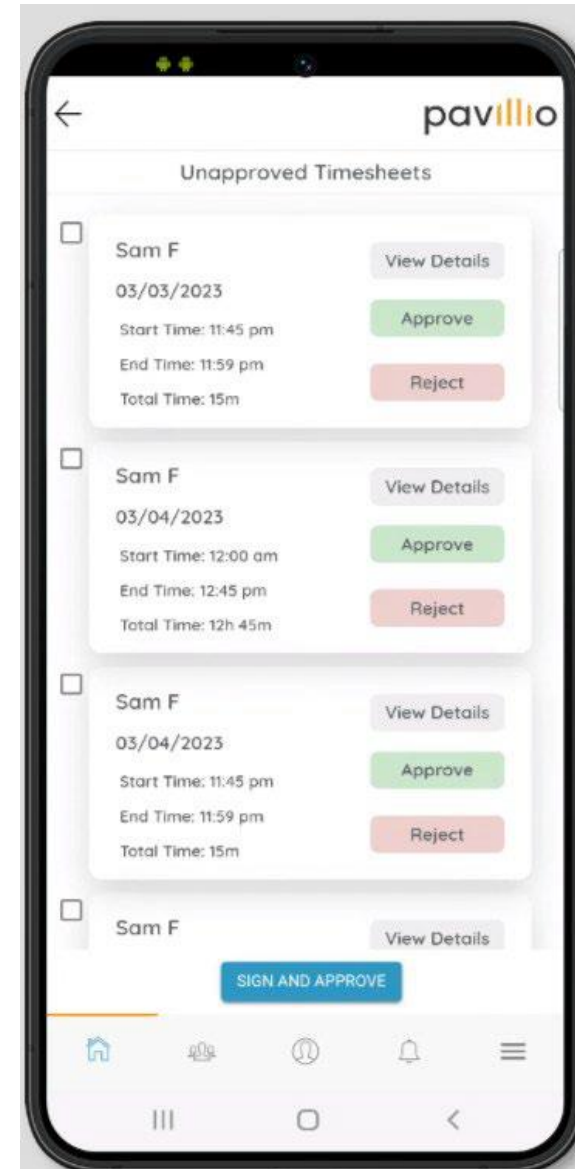 pavillio
Unapproved Timesheets
Sam F
View Details
03/03/2023
Approve
Start Time: 11:45 pm
End Time: 11:59 pm
Reject
Total Time: 15m
Sam F
View Details
03/04/2023
Approve
Start Time: 12:00 am
End Time: 12:45 pm
Reject
Total Time: 12h 45m
Sam F
View Details
03/04/2023
Approve
Start Time: 11:45 pm
End Time: 11:59 pm
Reject
Total Time: 15m
Sam F
View Details
SIGN AND APPROVE